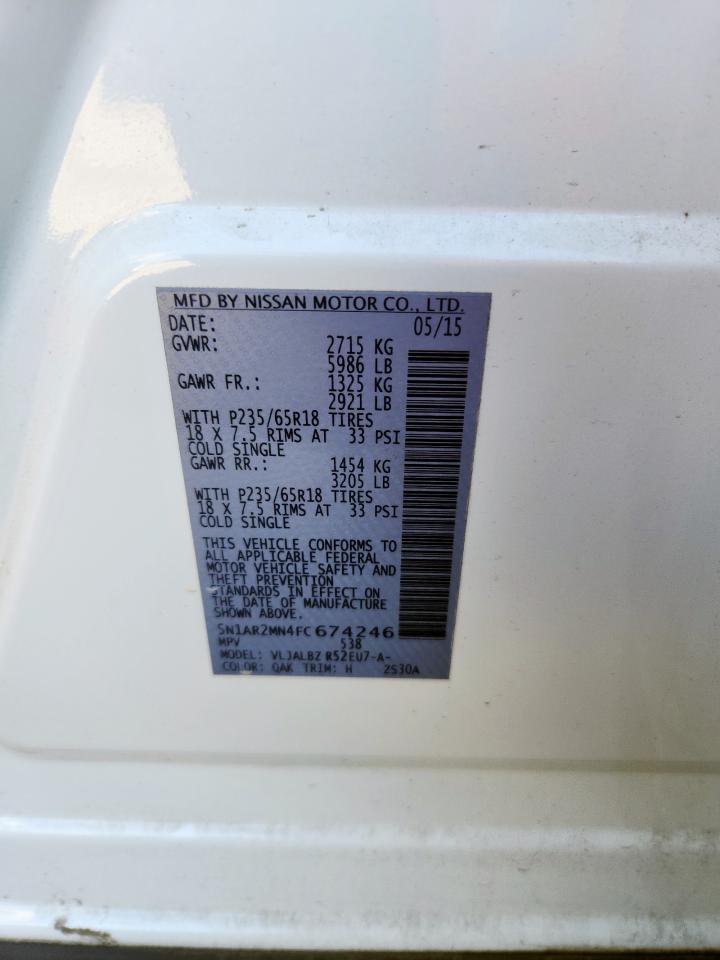 MFD BY NISSAN MOTOR CO., LTD.
DATE: 05/15
GVWR: 2715 KG
5986 LB
GAWR FR.: 1325 KG
2921 LB
WITH P235/65R18 TIRES
18 X 7.5 RIMS AT 33 PSI
COLD SINGLE
GAWR RR.: 1454 KG
3205 LB
WITH P235/65R18 TIRES
18 X 7.5 RIMS AT 33 PSI
COLD SINGLE
THIS VEHICLE CONFORMS TO
ALL APPLICABLE FEDERAL
MOTOR VEHICLE SAFETY AND
THEFT PREVENTION
STANDARDS IN EFFECT ON
THE DATE OF MANUFACTURE
SHOWN ABOVE.
5N1AR2MN4FC674246
MPV 538
MODEL: VLJALBZ R52EU7-A-
COLOR: QAK TRIM: H 2S30A